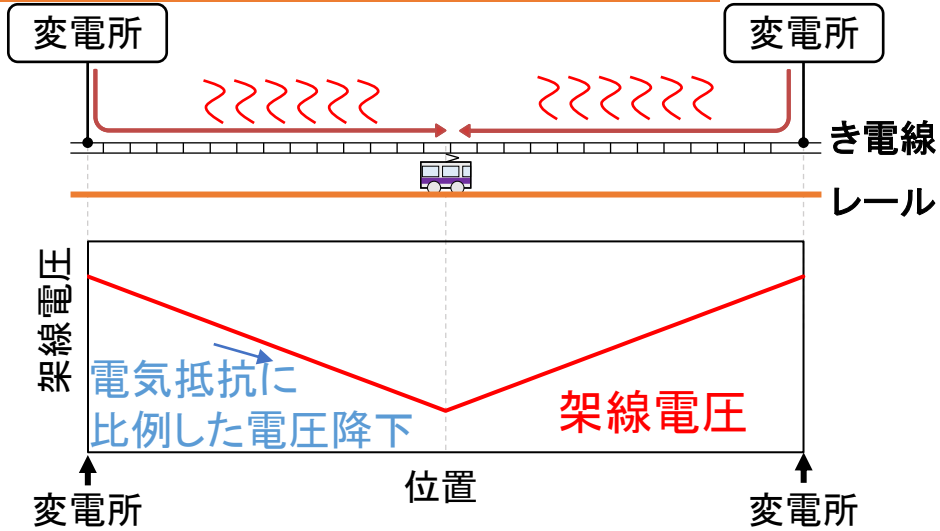 変電所
変電所
き電線
レール
架線電圧
電気抵抗に
比例した電圧降下
架線電圧
位置
変電所
変電所